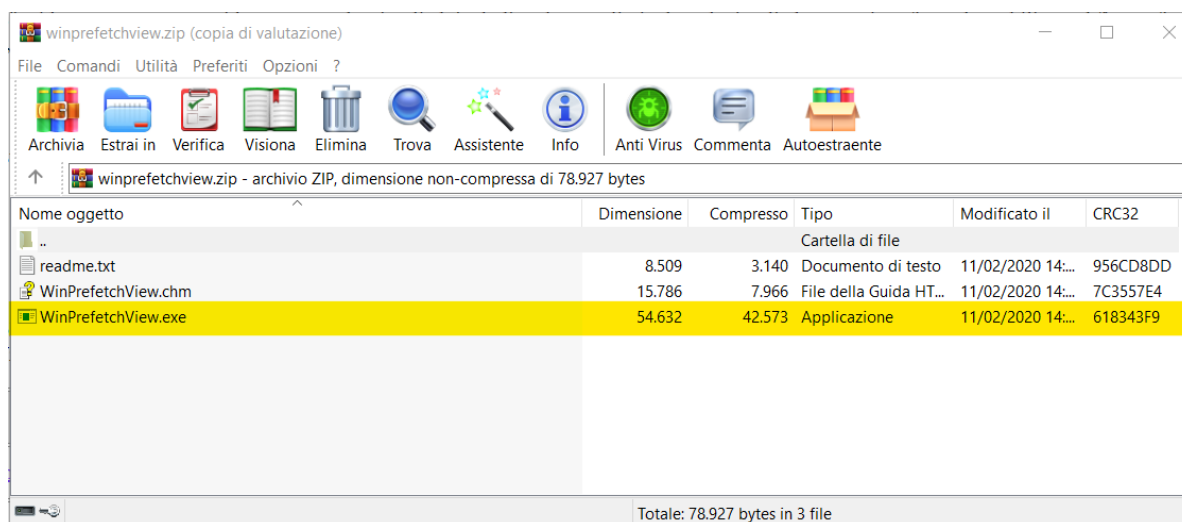 winprefetchview.zip (copia di valutazione)
File Comandi Utilità Preferiti Opzioni ?
Archivia Estrai in Verifica Visiona Elimina Trova Assistente Info Anti Virus Commenta Autoestraente
winprefetchview.zip - archivio ZIP, dimensione non-compressa di 78.927 bytes
Nome oggetto Dimensione Compresso Tipo Modificato il CRC32
.. Cartella di file
readme.txt 8.509 3.140 Documento di testo 11/02/2020 14:... 956CD8DD
WinPrefetchView.chm 15.786 7.966 File della Guida HT... 11/02/2020 14:... 7C3557E4
WinPrefetchView.exe 54.632 42.573 Applicazione 11/02/2020 14:... 618343F9
Totale: 78.927 bytes in 3 file